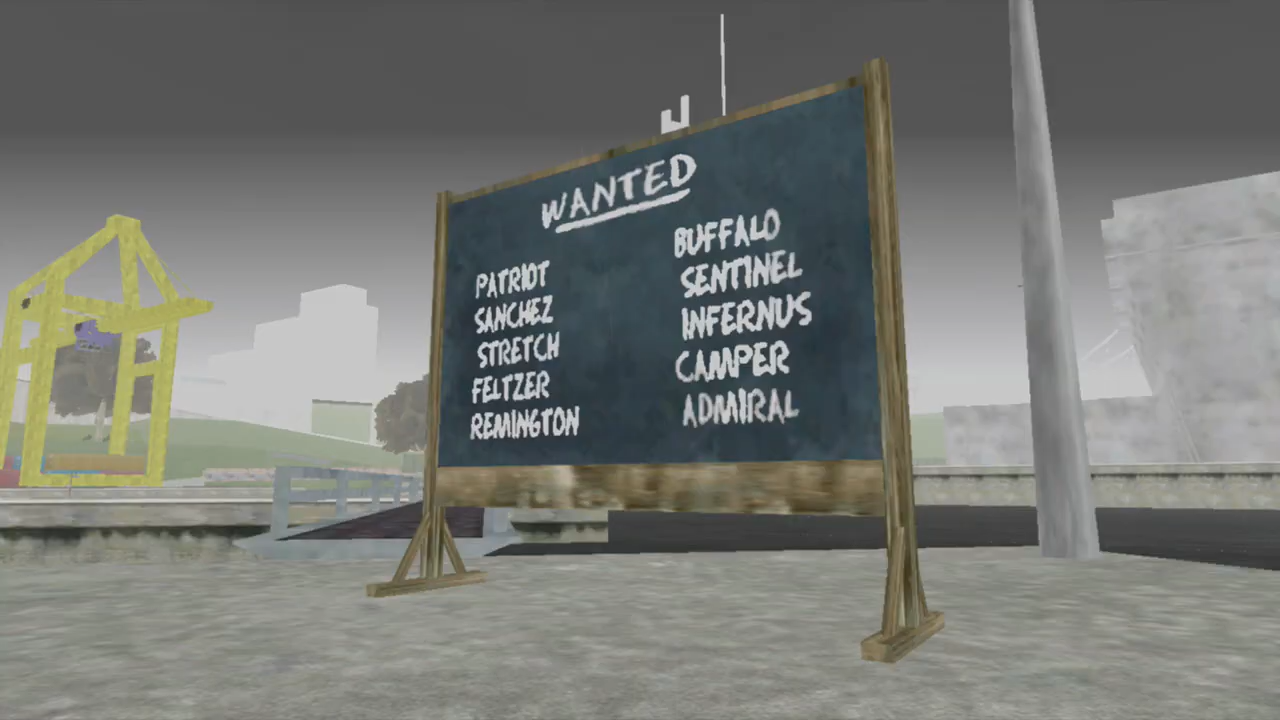 WANTED
PATRIOT
SANCHEZ
STRETCH
FELTZER
REMINGTON
BUFFALO
SENTINEL
INFERNUS
CAMPER
ADMIRAL